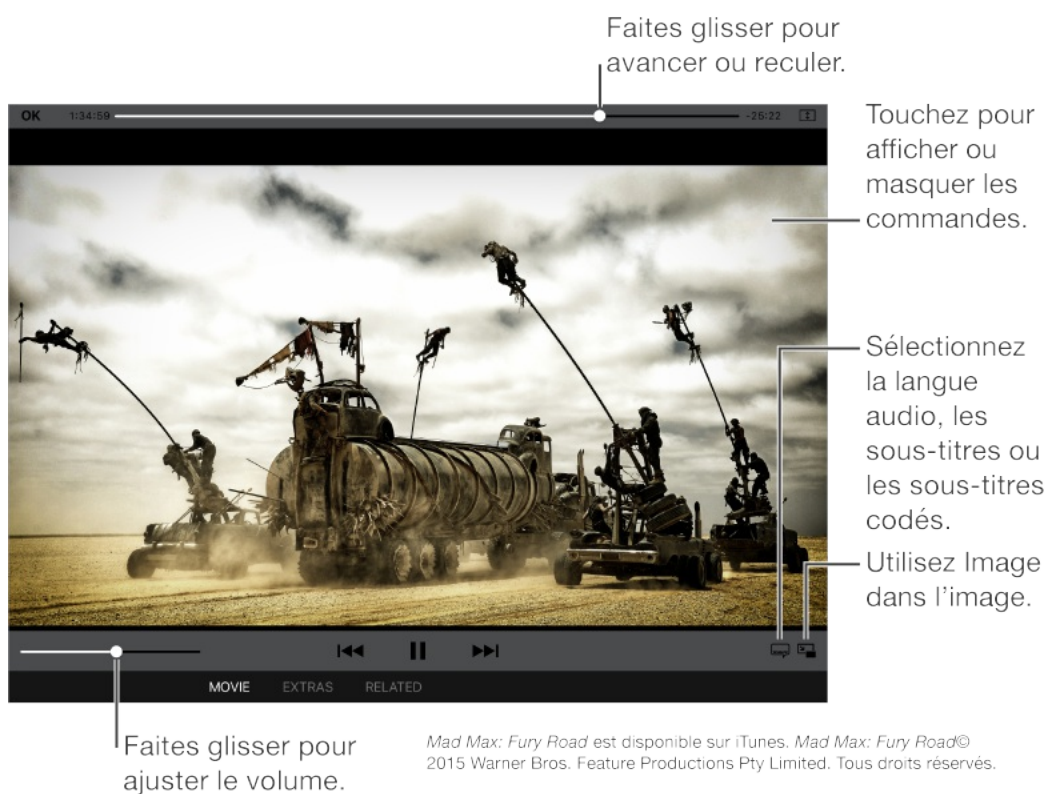 Faites glisser pour
avancer ou reculer.
OK 1:34:59 -25:22
Touchez pour
afficher ou
masquer les
commandes.
Sélectionnez
la langue
audio, les
sous-titres ou
les sous-titres
codés.
Utilisez Image
dans l'image.
MOVIE EXTRAS RELATED
Faites glisser pour
ajuster le volume.
Mad Max: Fury Road est disponible sur iTunes. Mad Max: Fury Road©
2015 Warner Bros. Feature Productions Pty Limited. Tous droits réservés.